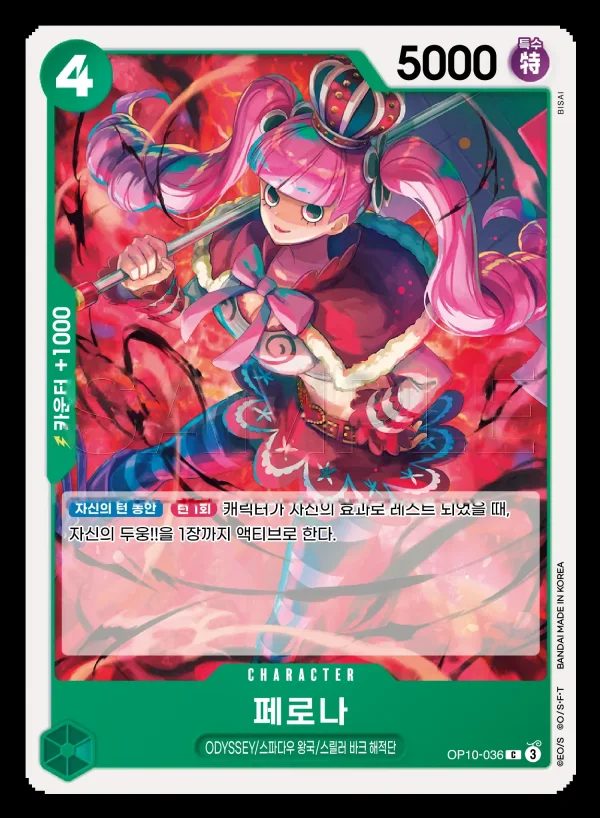 4
5000
특수
特
BISAI
카운터 +1000
SAMPLE
자신의 턴 동안 턴 1회 캐릭터가 자신의 효과로 레스트 되었을 때,
자신의 두웅!!을 1장까지 액티브로 한다.
CHARACTER
페로나
ODYSSEY/스파다우 왕국/스릴러 바크 해적단
OP10-036 C 3
BANDAI MADE IN KOREA
©EO/S ©O/S·F·T